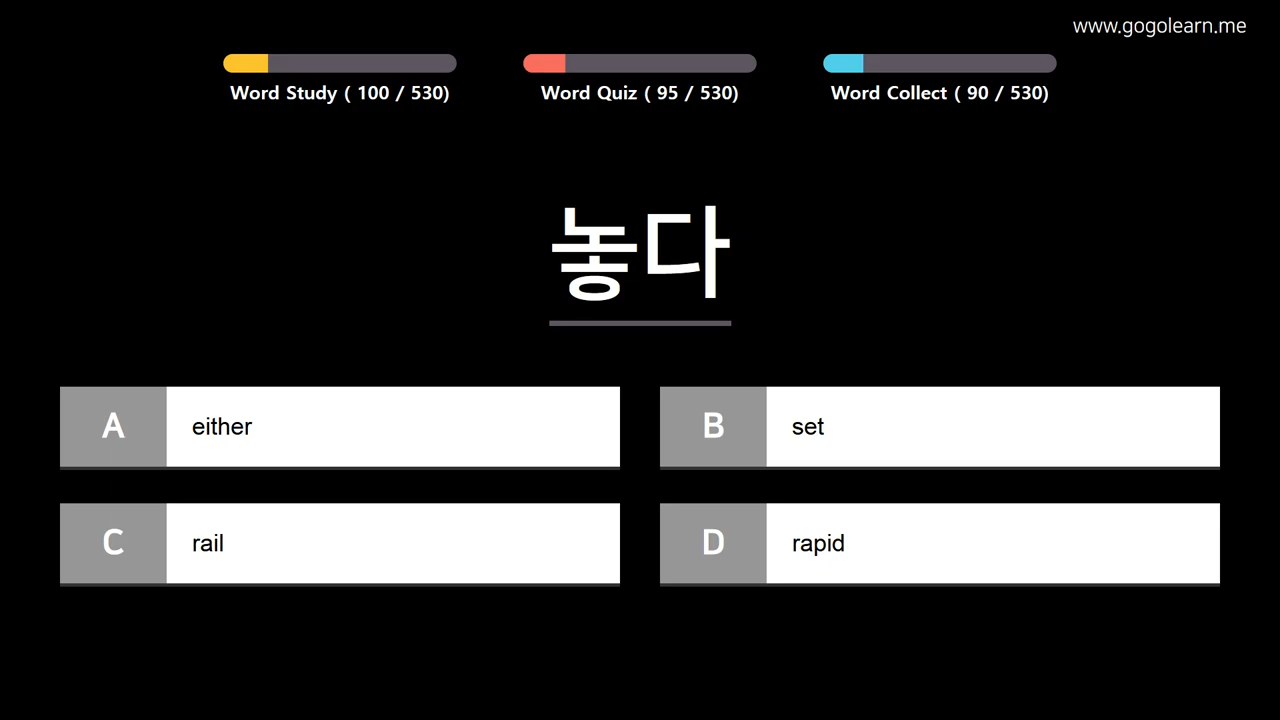 www.gogolearn.me
Word Study ( 100 / 530)
Word Quiz ( 95 / 530)
Word Collect ( 90 / 530)
놓다
A either
B set
C rail
D rapid